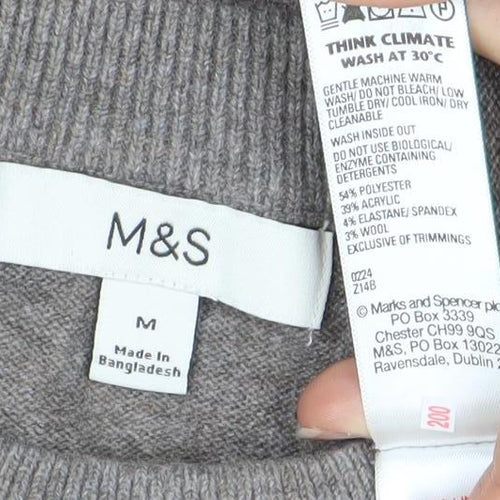 P
THINK CLIMATE
WASH AT 30°C
GENTLE MACHINE WARM
WASH/ DO NOT BLEACH/ LOW
TUMBLE DRY/ COOL IRON/ DRY
CLEANABLE
WASH INSIDE OUT
DO NOT USE BIOLOGICAL/
ENZYME CONTAINING
DETERGENTS
54% POLYESTER
39% ACRYLIC
4% ELASTANE/ SPANDEX
3% WOOL
EXCLUSIVE OF TRIMMINGS
0224
Z14B
© Marks and Spencer plc
PO Box 3339
Chester CH99 9QS
M&S, PO Box 13022
Ravensdale, Dublin 2
200
M&S
M
Made In
Bangladesh